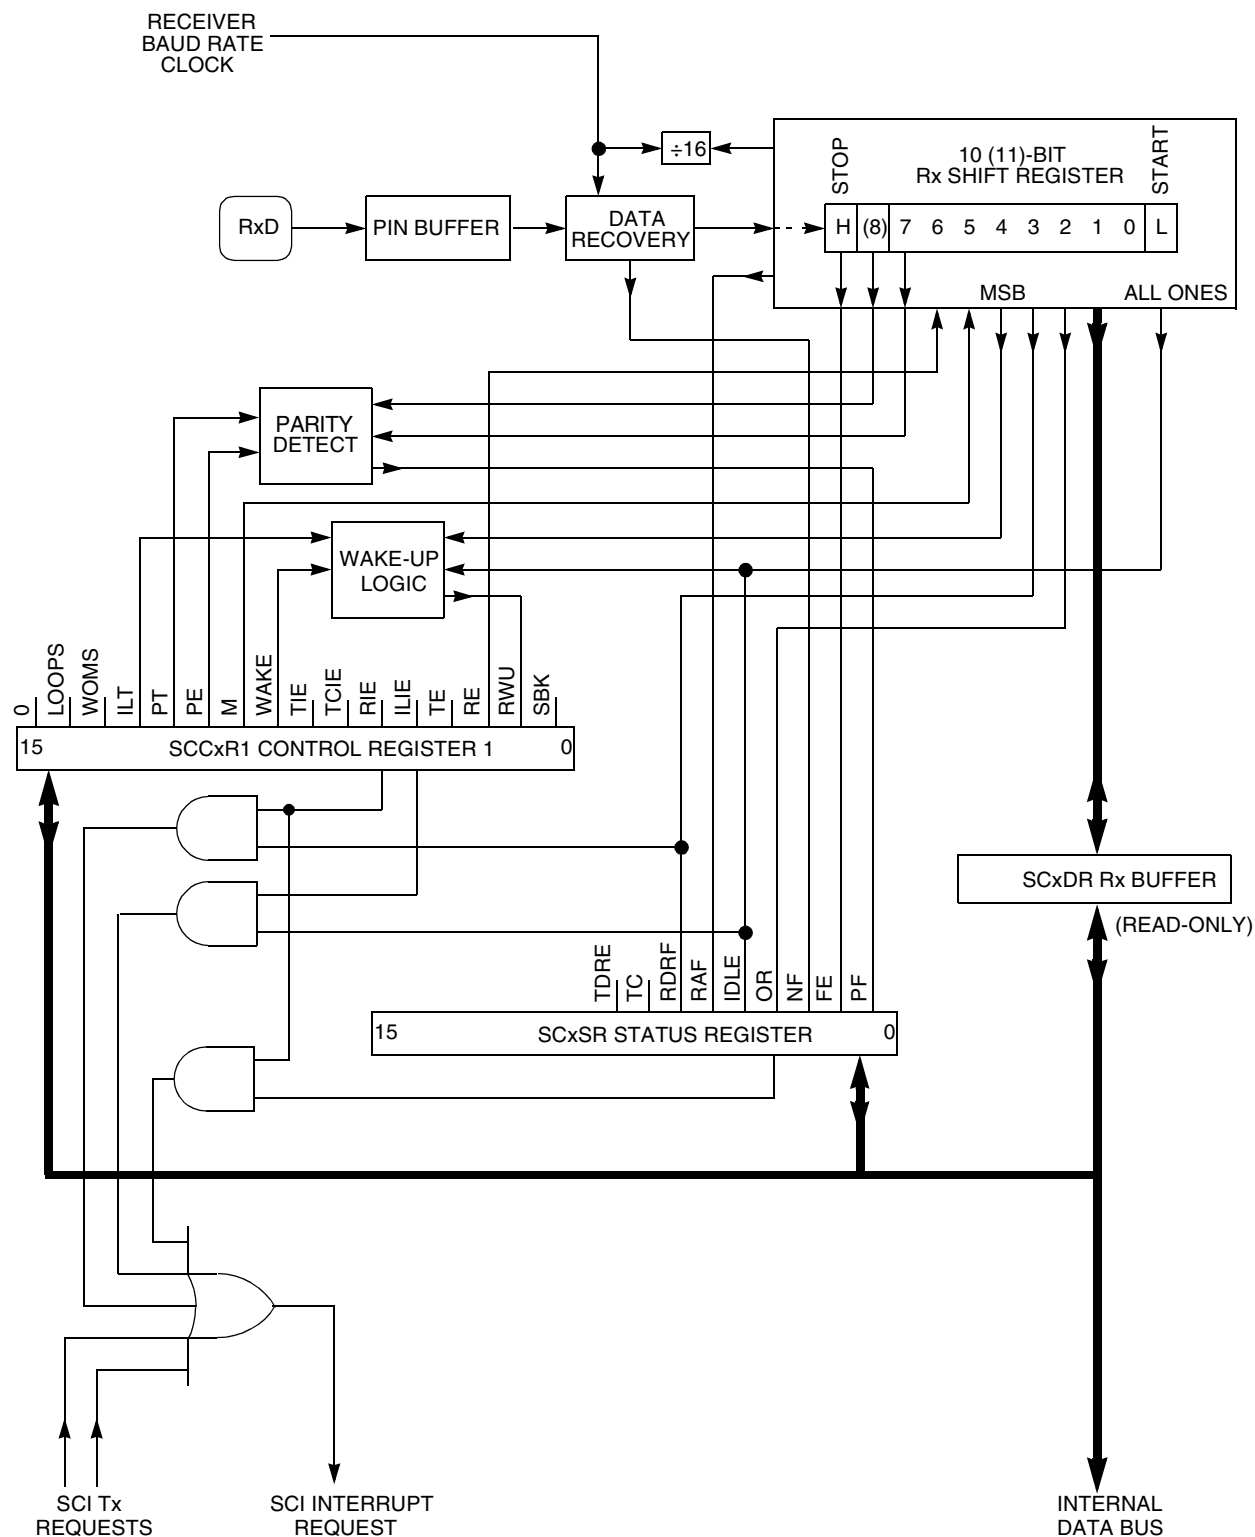 RECEIVER
BAUD RATE
CLOCK
÷16
10 (11)-BIT
Rx SHIFT REGISTER
STOP
START
RxD
PIN BUFFER
DATA
RECOVERY
H (8) 7 6 5 4 3 2 1 0 L
MSB
ALL ONES
PARITY
DETECT
WAKE-UP
LOGIC
0
LOOPS
WOMS
ILT
PT
PE
M
WAKE
TIE
TCIE
RIE
ILIE
TE
RE
RWU
SBK
15 SCCxR1 CONTROL REGISTER 1 0
SCxDR Rx BUFFER
(READ-ONLY)
TDRE
TC
RDRF
RAF
IDLE
OR
NF
FE
PF
15 SCxSR STATUS REGISTER 0
SCI Tx
REQUESTS
SCI INTERRUPT
REQUEST
INTERNAL
DATA BUS